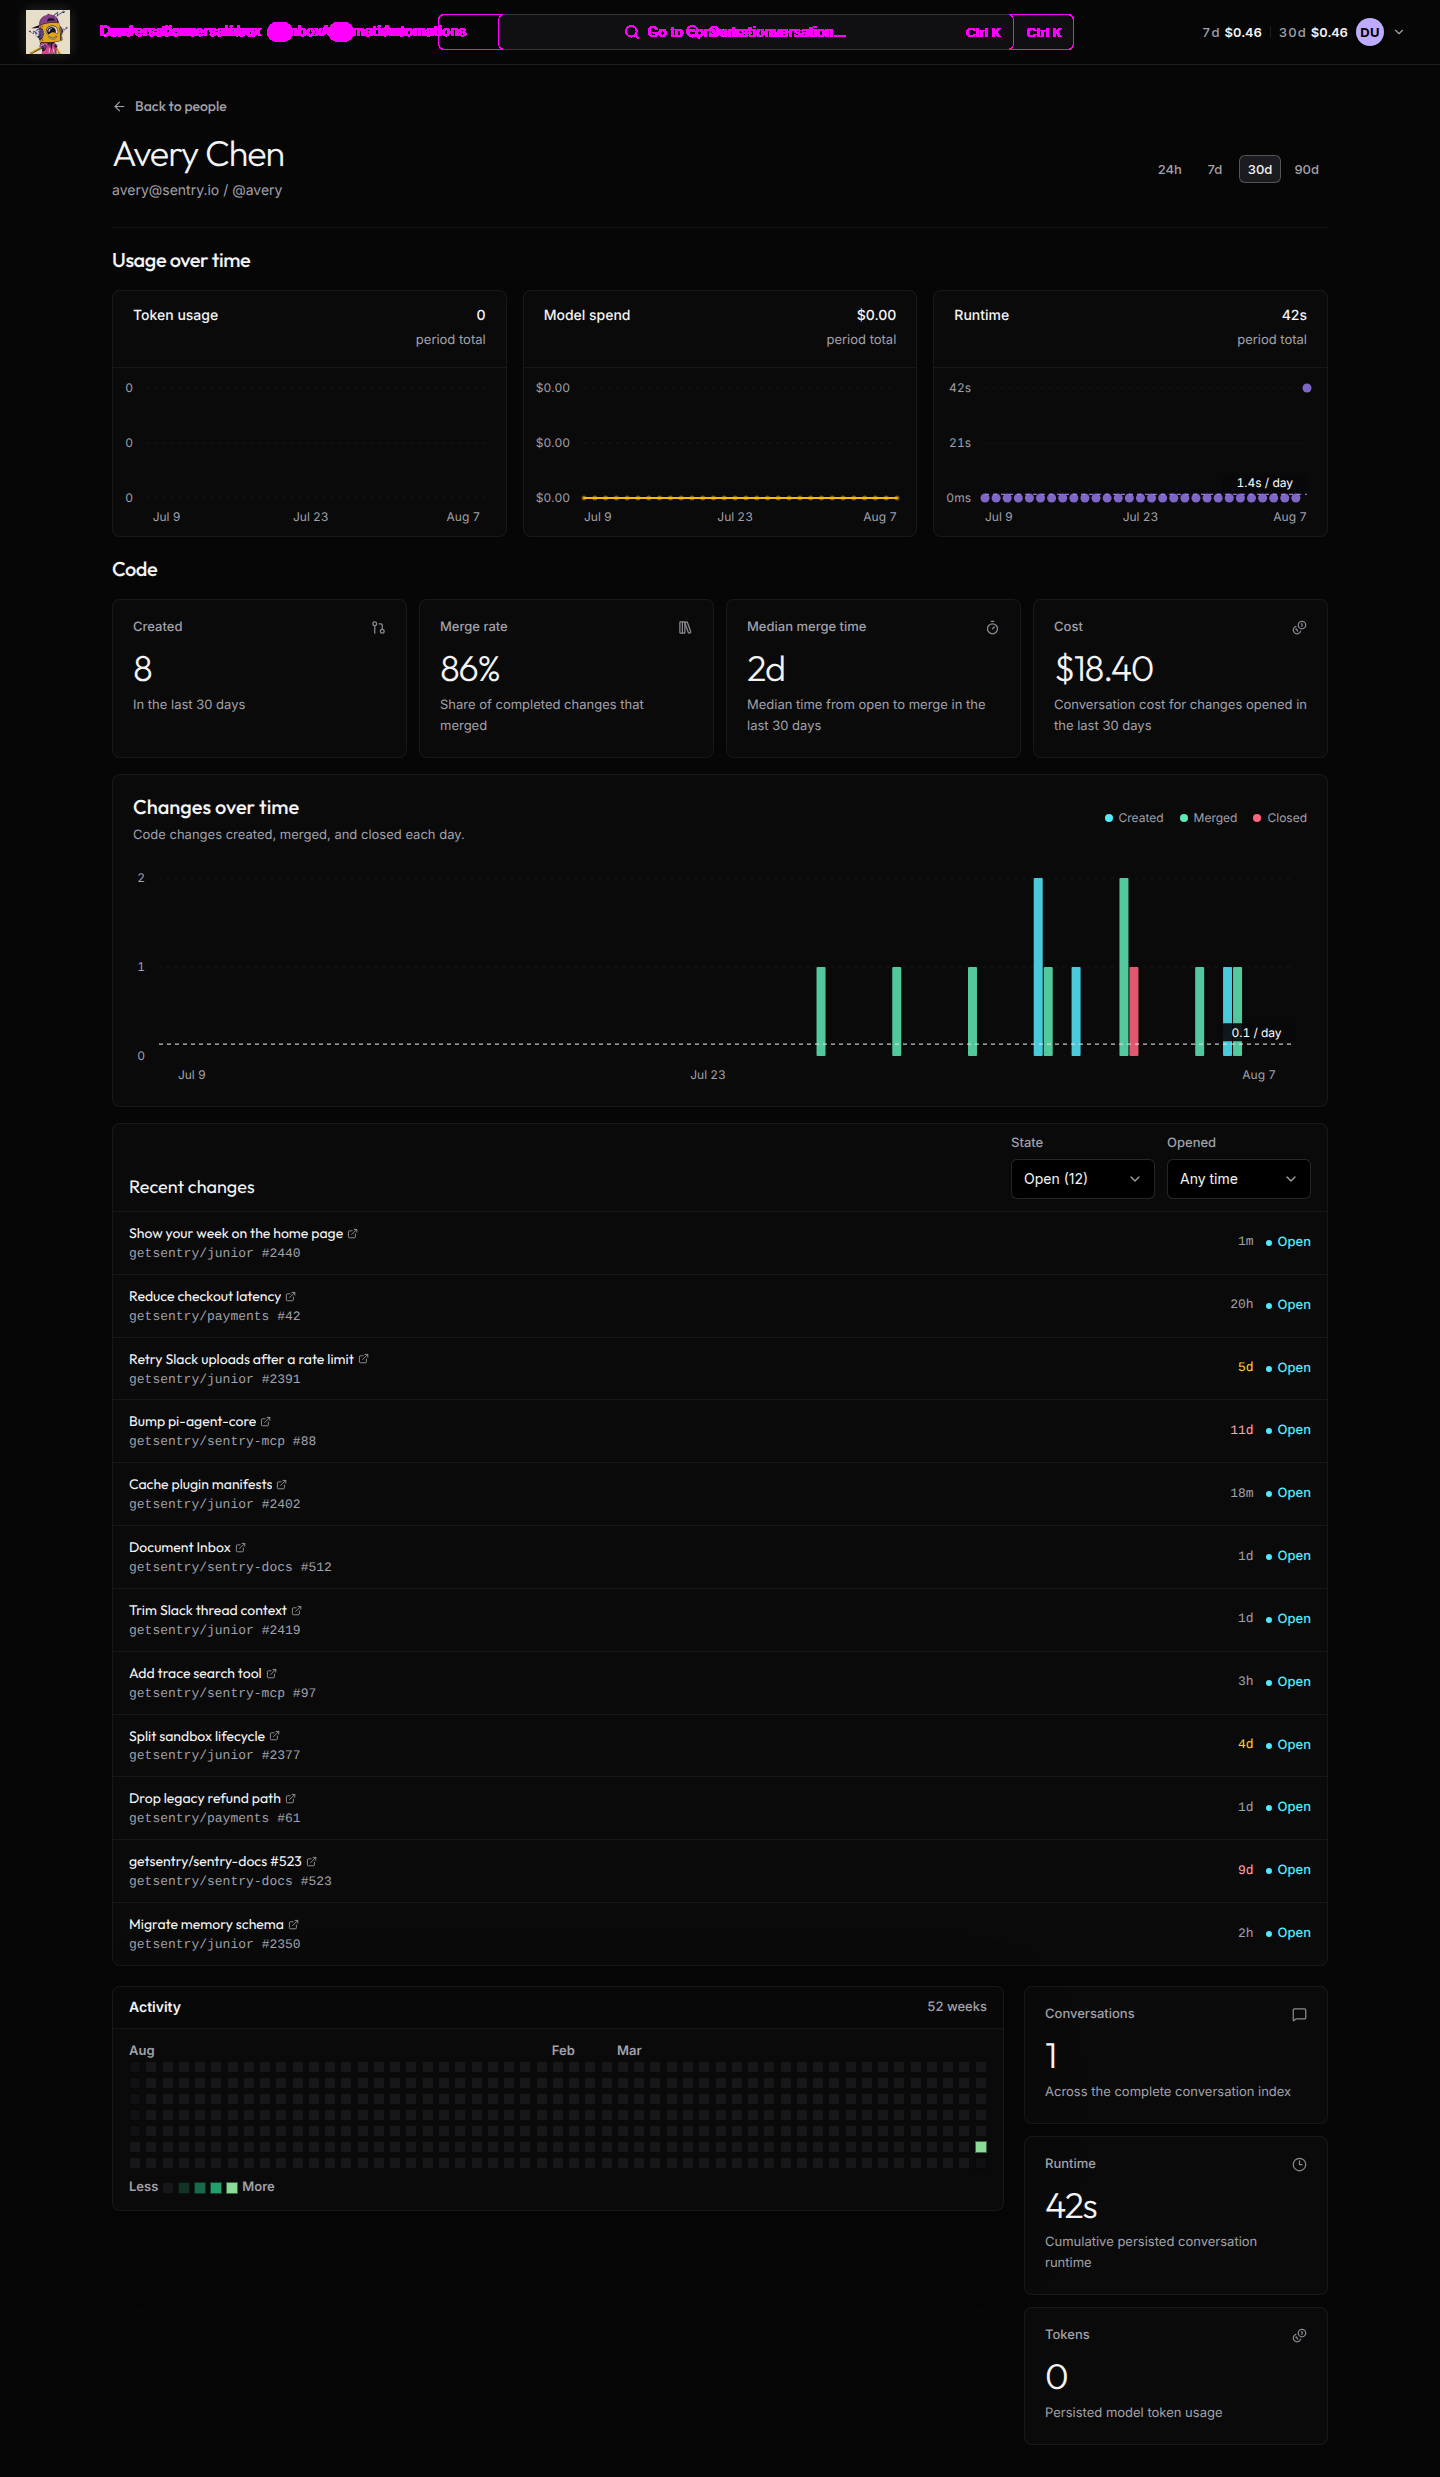 Ctrl K
Ctrl K
7d $0.46 30d $0.46 DU
Back to people
Avery Chen
avery@sentry.io / @avery
24h 7d 30d 90d
Usage over time
Token usage 0
period total
0
0
0
Jul 9 Jul 23 Aug 7
Model spend $0.00
period total
$0.00
$0.00
$0.00
Jul 9 Jul 23 Aug 7
Runtime 42s
period total
42s
21s
1.4s / day
0ms
Jul 9 Jul 23 Aug 7
Code
Created
8
In the last 30 days
Merge rate
86%
Share of completed changes that
merged
Median merge time
2d
Median time from open to merge in the
last 30 days
Cost
$18.40
Conversation cost for changes opened in
the last 30 days
Changes over time
Code changes created, merged, and closed each day.
Created Merged Closed
2
1
0.1 / day
0
Jul 9 Jul 23 Aug 7
State Opened
Recent changes Open (12) Any time
Show your week on the home page
getsentry/junior #2440
1m Open
Reduce checkout latency
getsentry/payments #42
20h Open
Retry Slack uploads after a rate limit
getsentry/junior #2391
5d Open
Bump pi-agent-core
getsentry/sentry-mcp #88
11d Open
Cache plugin manifests
getsentry/junior #2402
18m Open
Document Inbox
getsentry/sentry-docs #512
1d Open
Trim Slack thread context
getsentry/junior #2419
1d Open
Add trace search tool
getsentry/sentry-mcp #97
3h Open
Split sandbox lifecycle
getsentry/junior #2377
4d Open
Drop legacy refund path
getsentry/payments #61
1d Open
getsentry/sentry-docs #523
getsentry/sentry-docs #523
9d Open
Migrate memory schema
getsentry/junior #2350
2h Open
Activity 52 weeks
Aug Feb Mar
Less More
Conversations
1
Across the complete conversation index
Runtime
42s
Cumulative persisted conversation
runtime
Tokens
0
Persisted model token usage